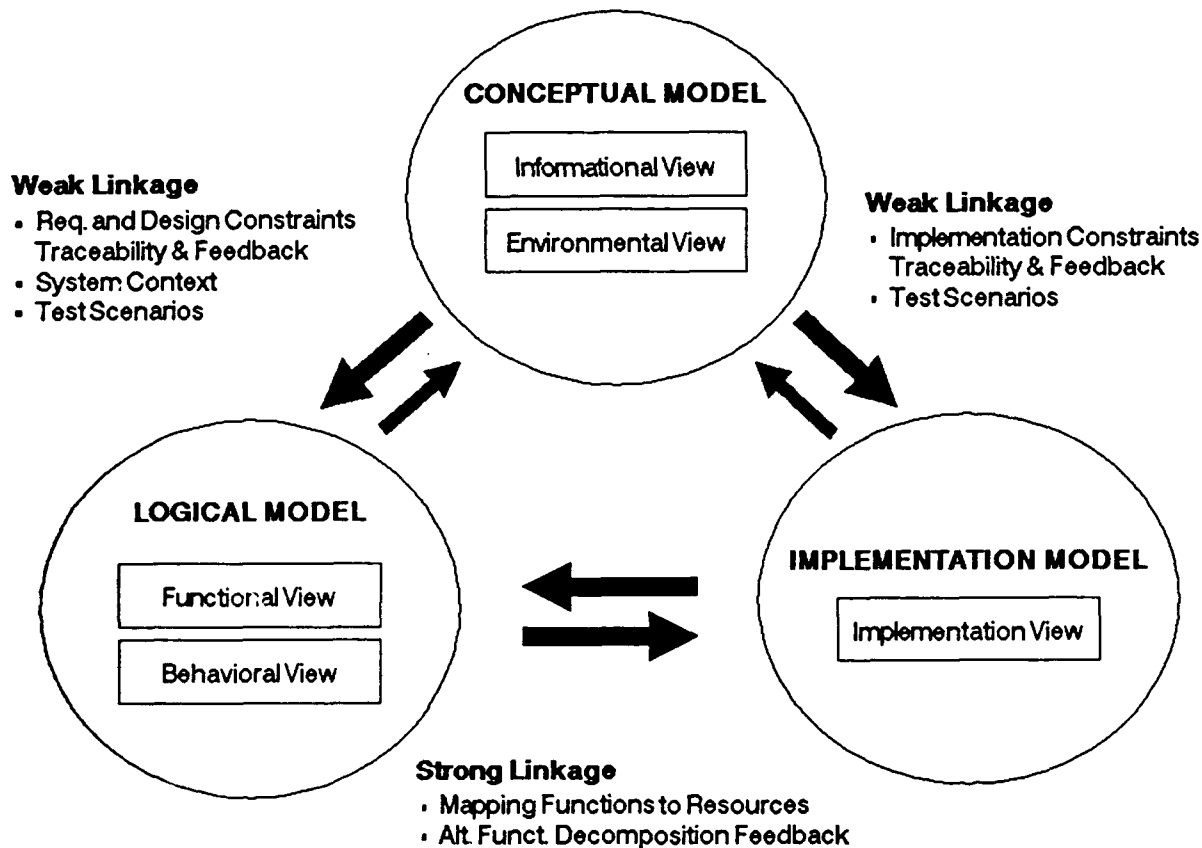 CONCEPTUAL MODEL
Informational View
Environmental View
Weak Linkage
• Req. and Design Constraints
Traceability & Feedback
• System Context
• Test Scenarios
Weak Linkage
• Implementation Constraints
Traceability & Feedback
• Test Scenarios
LOGICAL MODEL
Functional View
Behavioral View
IMPLEMENTATION MODEL
Implementation View
Strong Linkage
• Mapping Functions to Resources
• Alt. Funct. Decomposition Feedback